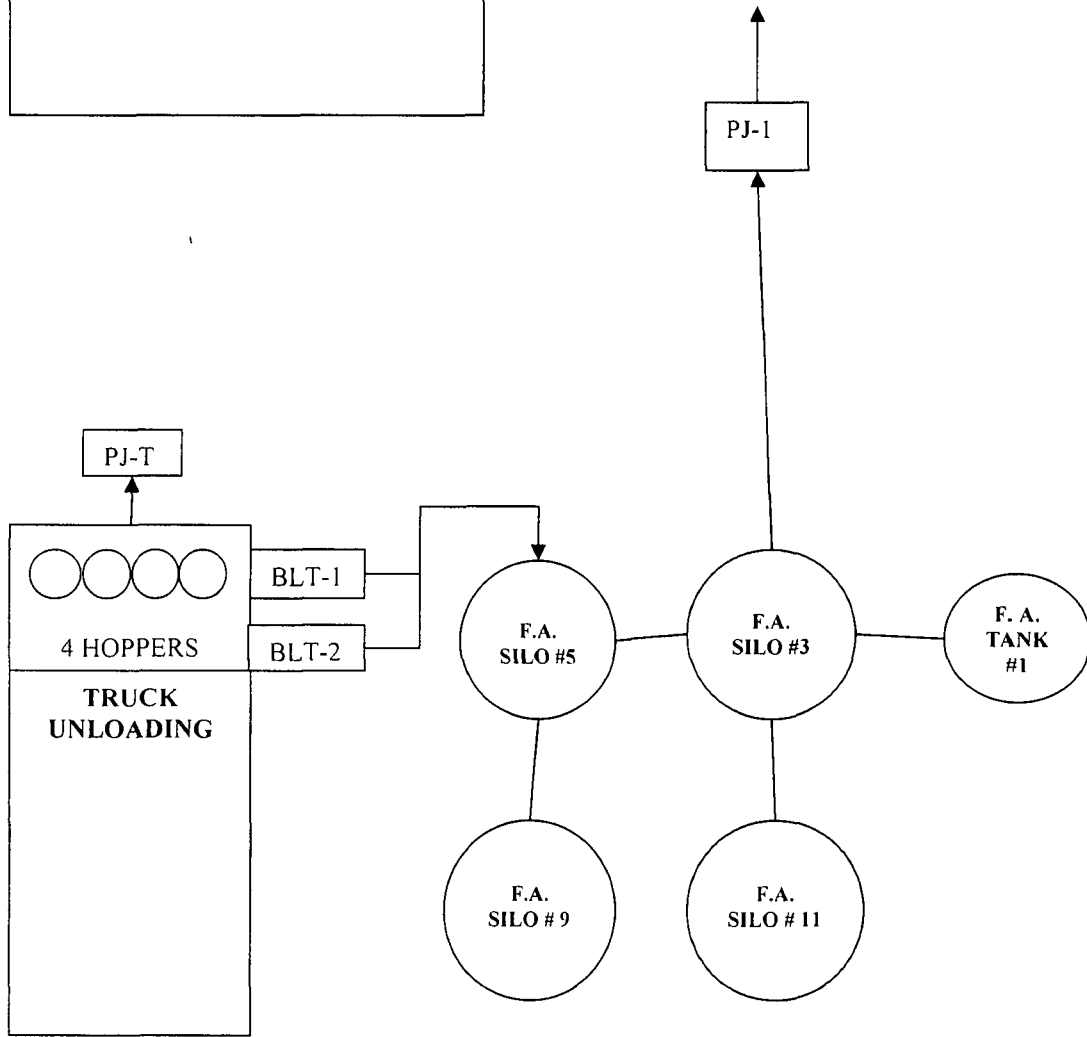 PJ-1
PJ-T
4 HOPPERS
BLT-1
BLT-2
TRUCK
UNLOADING
F.A.
SILO #5
F.A.
SILO #3
F. A.
TANK
#1
F.A.
SILO # 9
F.A.
SILO # 11